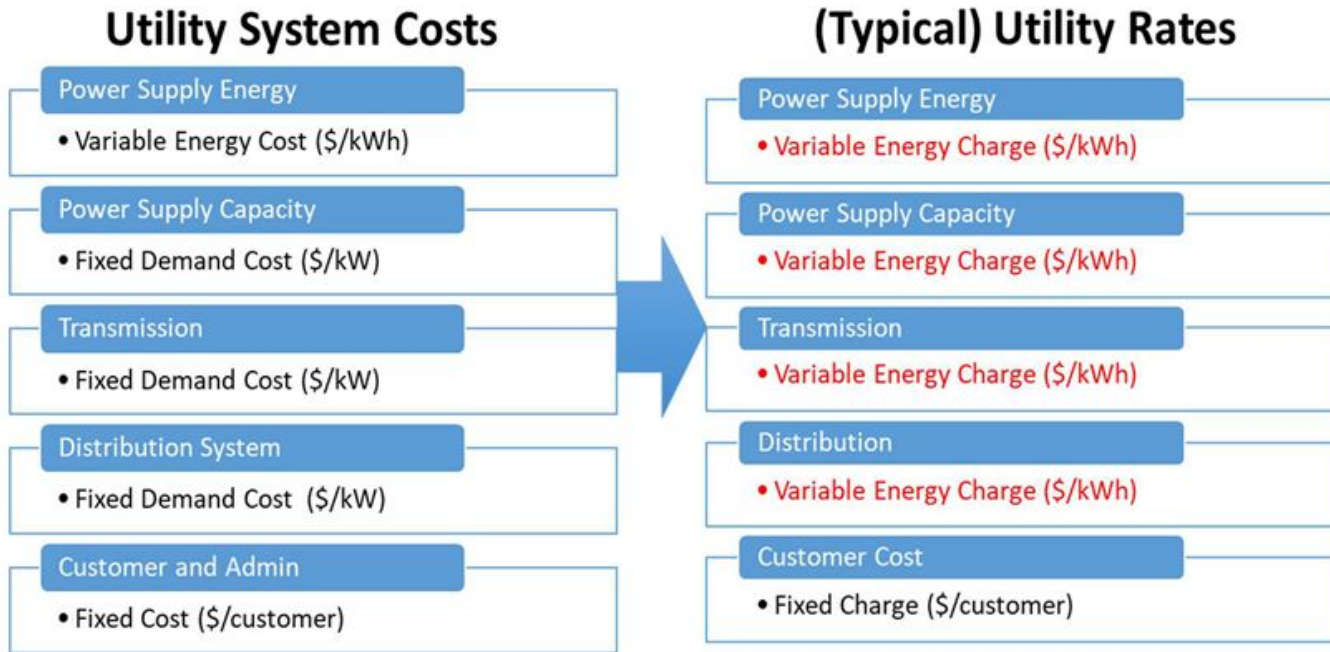 Utility System Costs
Power Supply Energy
• Variable Energy Cost ($/kWh)
Power Supply Capacity
• Fixed Demand Cost ($/kW)
Transmission
• Fixed Demand Cost ($/kW)
Distribution System
• Fixed Demand Cost ($/kW)
Customer and Admin
• Fixed Cost ($/customer)
(Typical) Utility Rates
Power Supply Energy
• Variable Energy Charge ($/kWh)
Power Supply Capacity
• Variable Energy Charge ($/kWh)
Transmission
• Variable Energy Charge ($/kWh)
Distribution
• Variable Energy Charge ($/kWh)
Customer Cost
• Fixed Charge ($/customer)